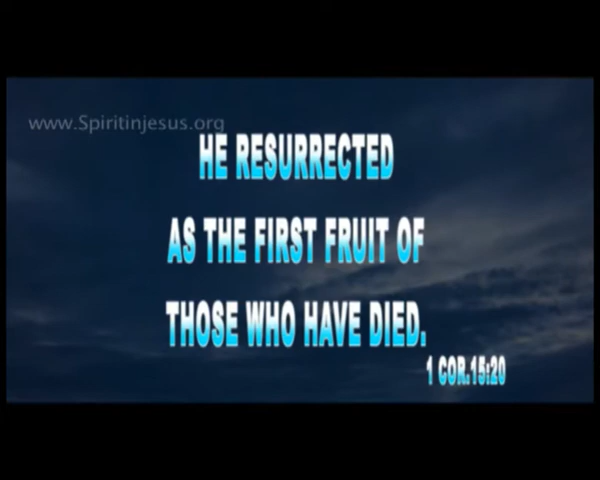 www.Spiritinjesus.org
HE RESURRECTED
AS THE FIRST FRUIT OF
THOSE WHO HAVE DIED.
1 COR.15:20